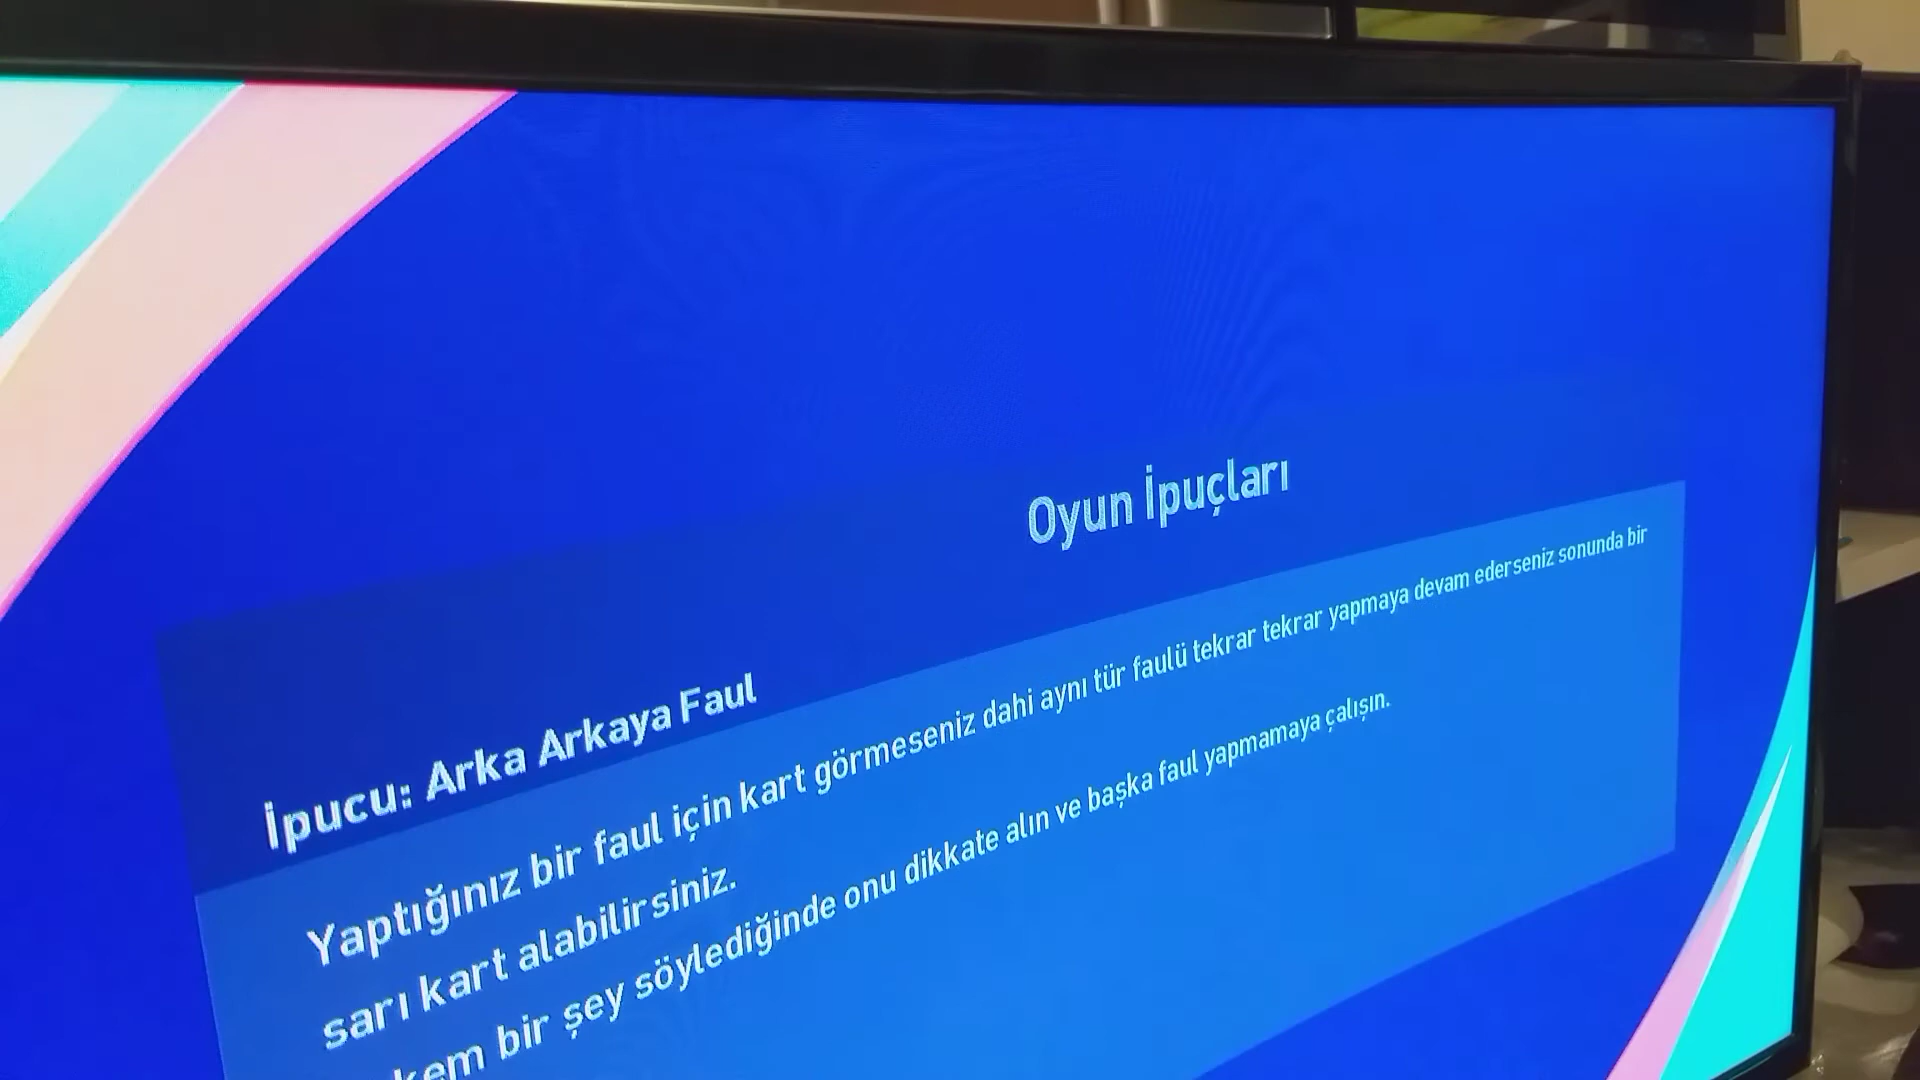 Oyun İpuçları
İpucu: Arka Arkaya Faul
Yaptığınız bir faul için kart görmeseniz dahi aynı tür faulü tekrar tekrar yapmaya devam ederseniz sonunda bir
sarı kart alabilirsiniz.
bir şey söylediğinde onu dikkate alın ve başka faul yapmamaya çalışın.